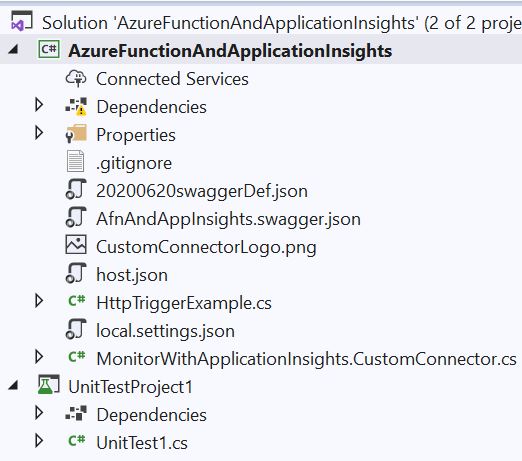 Solution 'AzureFunctionAndApplicationInsights' (2 of 2 proje
C# AzureFunctionAndApplicationInsights
Connected Services
Dependencies
Properties
.gitignore
20200620swaggerDef.json
AfnAndAppInsights.swagger.json
CustomConnectorLogo.png
host.json
C# HttpTriggerExample.cs
local.settings.json
C# MonitorWithApplicationInsights.CustomConnector.cs
UnitTestProject1
Dependencies
C# UnitTest1.cs